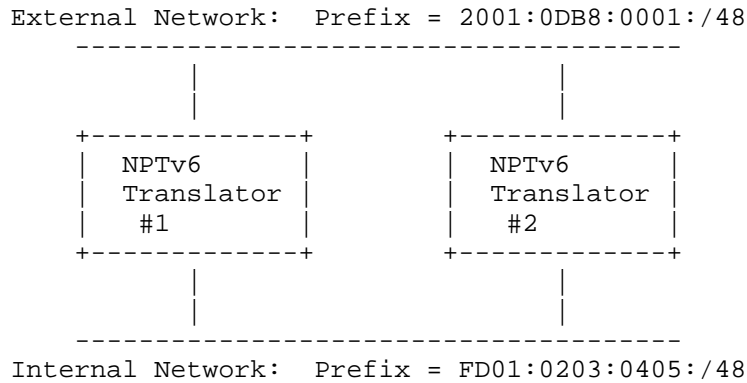 External Network: Prefix = 2001:0DB8:0001:/48
NPTv6 Translator #1
NPTv6 Translator #2
Internal Network: Prefix = FD01:0203:0405:/48